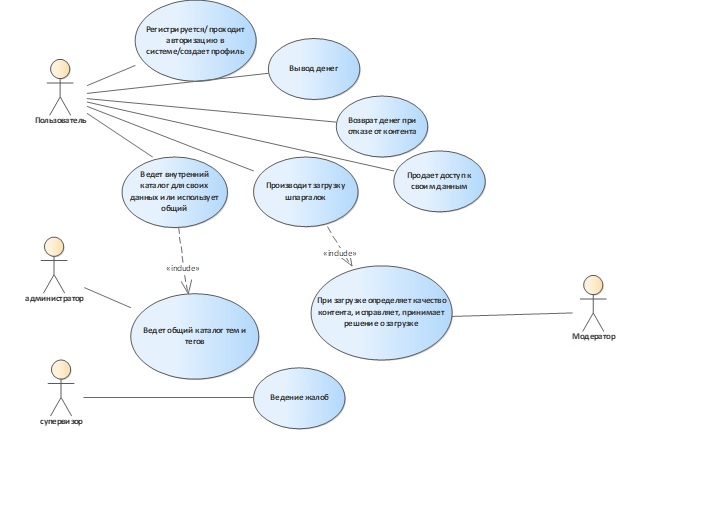 Регистрируется/ проходит
авторизацию в
системе/создает профиль
Вывод денег
Пользователь
Возврат денег при
отказе от контента
Ведет внутренний
каталог для своих
данных или использует
общий
Производит загрузку
шпаргалок
Продает доступ к
своим данным
«include»
«include»
администратор
При загрузке определяет качество
контента, исправляет, принимает
решение о загрузке
Модератор
Ведет общий каталог тем и
тегов
супервизор
Ведение жалоб